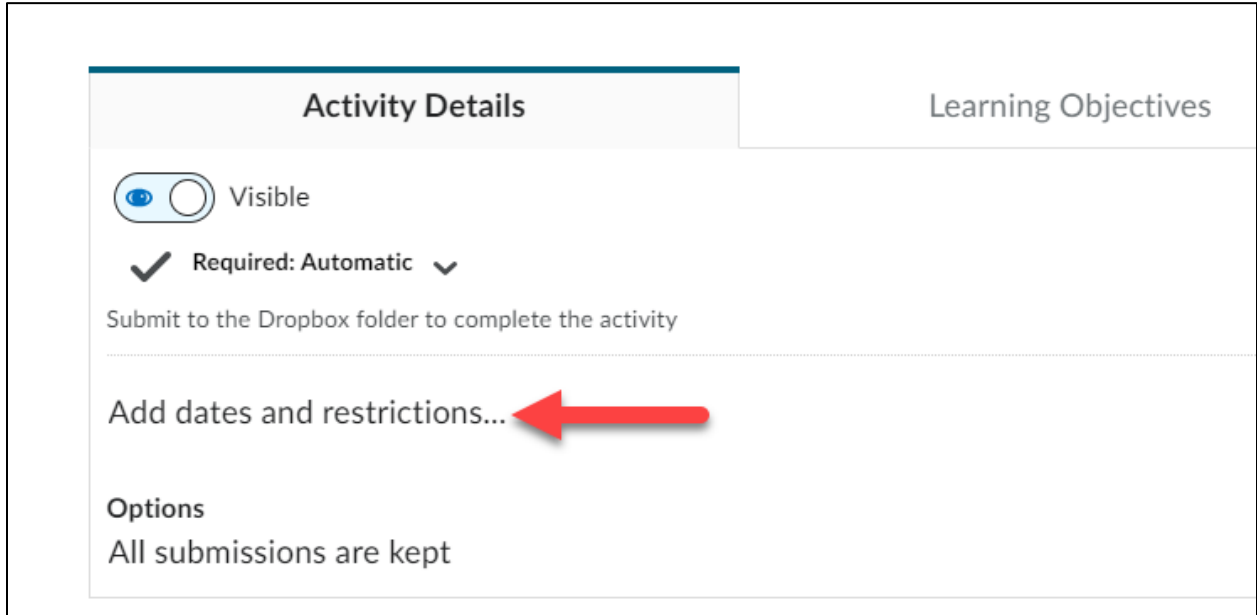 Activity Details
Learning Objectives
Visible
Required: Automatic
Submit to the Dropbox folder to complete the activity
Add dates and restrictions...
Options
All submissions are kept